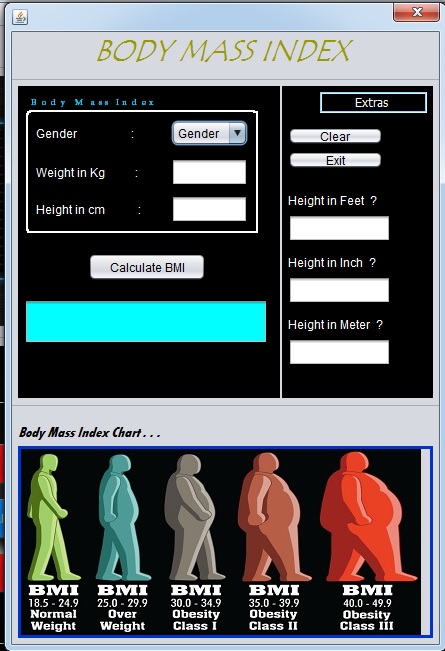 BODY MASS INDEX
Body Mass Index
Gender : Gender
Weight in Kg :
Height in cm :
Calculate BMI
Extras
Clear
Exit
Height in Feet ?
Height in Inch ?
Height in Meter ?
Body Mass Index Chart . . .
BMI BMI BMI BMI BMI
18.5 - 24.9 25.0 - 29.9 30.0 - 34.9 35.0 - 39.9 40.0 - 49.9
Normal Over Obesity Obesity Obesity
Weight Weight Class I Class II Class III